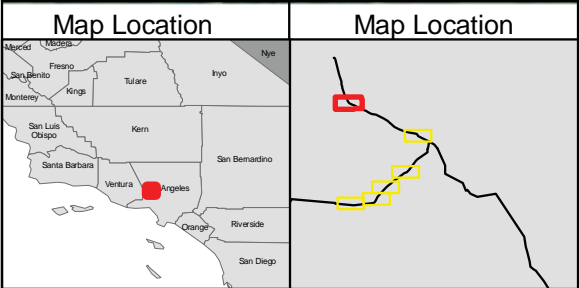 Map Location
Map Location
Merced
Madera
Nye
Fresno
San Benito
Inyo
Tulare
Kings
Monterey
San Luis
Obispo
Kern
San Bernardino
Santa Barbara
Ventura
Angeles
Orange
Riverside
San Diego